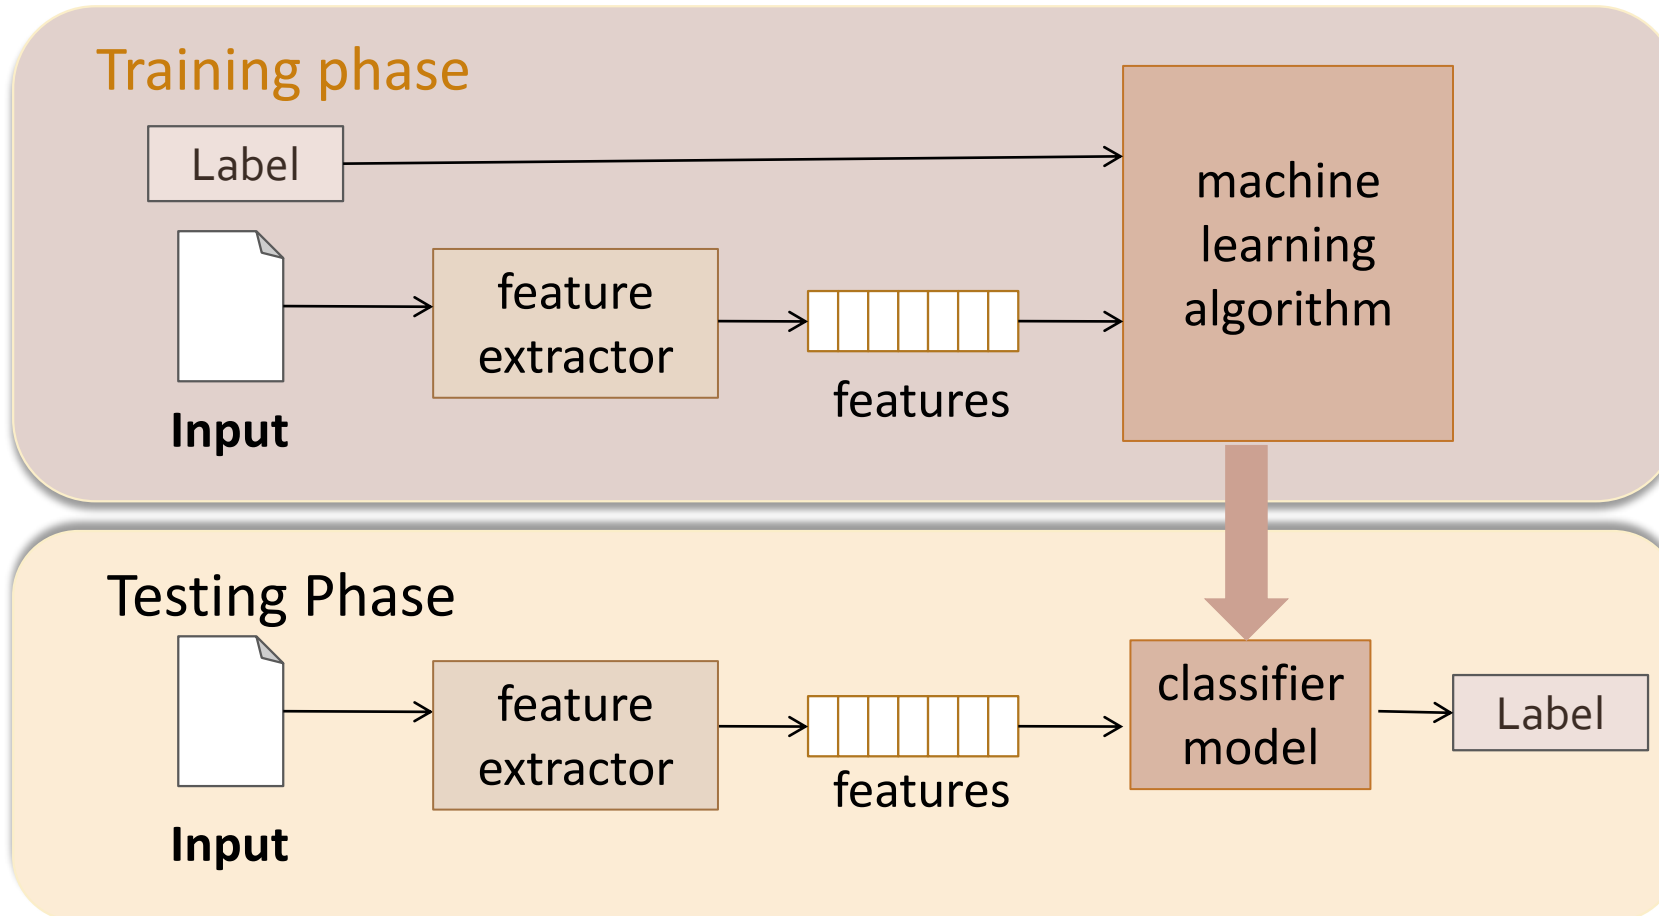 Training phase
Label
machine
learning
algorithm
feature
extractor
features
Input
Testing Phase
feature
extractor
features
classifier
model
Label
Input